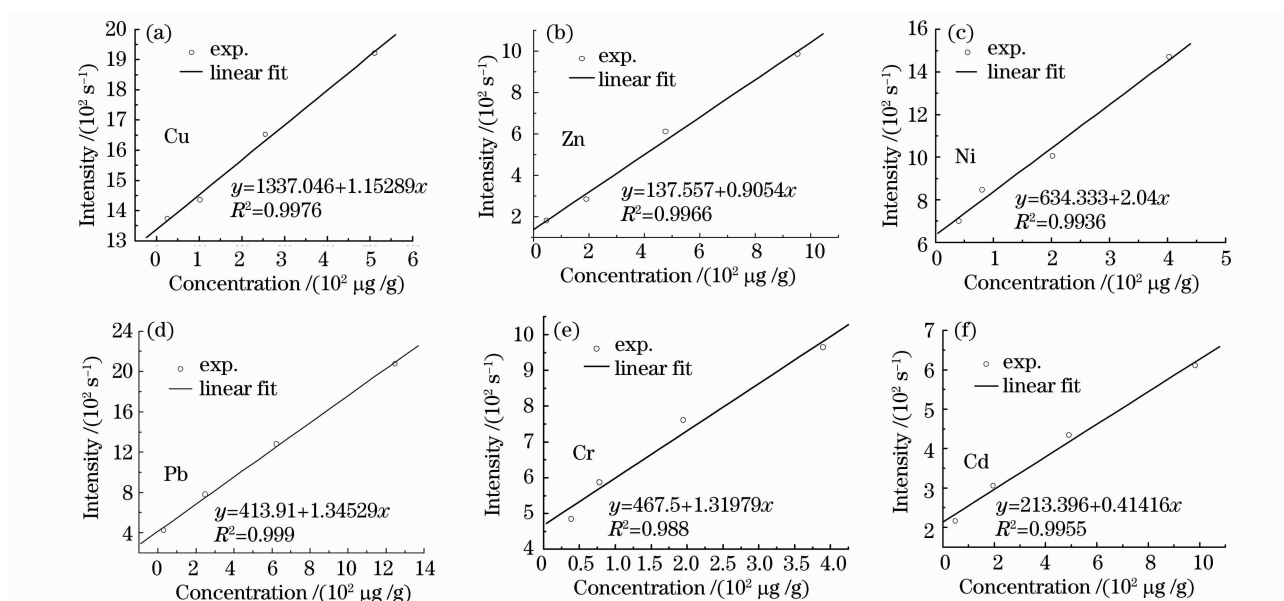 (a)
20
19
18
17
16
15
14
13
Intensity /(10² s⁻¹)
exp.
linear fit
Cu
y=1337.046+1.15289x
R²=0.9976
0 1 2 3 4 5 6
Concentration /(10² μg /g)
(b)
10
8
6
4
2
Intensity /(10² s⁻¹)
exp.
linear fit
Zn
y=137.557+0.9054x
R²=0.9966
0 2 4 6 8 10
Concentration /(10² μg /g)
(c)
16
14
12
10
8
6
Intensity /(10² s⁻¹)
exp.
linear fit
Ni
y=634.333+2.04x
R²=0.9936
0 1 2 3 4 5
Concentration /(10² μg /g)
(d)
24
20
16
12
8
4
Intensity /(10² s⁻¹)
exp.
linear fit
Pb
y=413.91+1.34529x
R²=0.999
0 2 4 6 8 10 12 14
Concentration /(10² μg /g)
(e)
10
9
8
7
6
5
4
Intensity /(10² s⁻¹)
exp.
linear fit
Cr
y=467.5+1.31979x
R²=0.988
0 0.5 1.0 1.5 2.0 2.5 3.0 3.5 4.0
Concentration /(10² μg /g)
(f)
7
6
5
4
3
2
Intensity /(10² s⁻¹)
exp.
linear fit
Cd
y=213.396+0.41416x
R²=0.9955
0 2 4 6 8 10
Concentration /(10² μg /g)